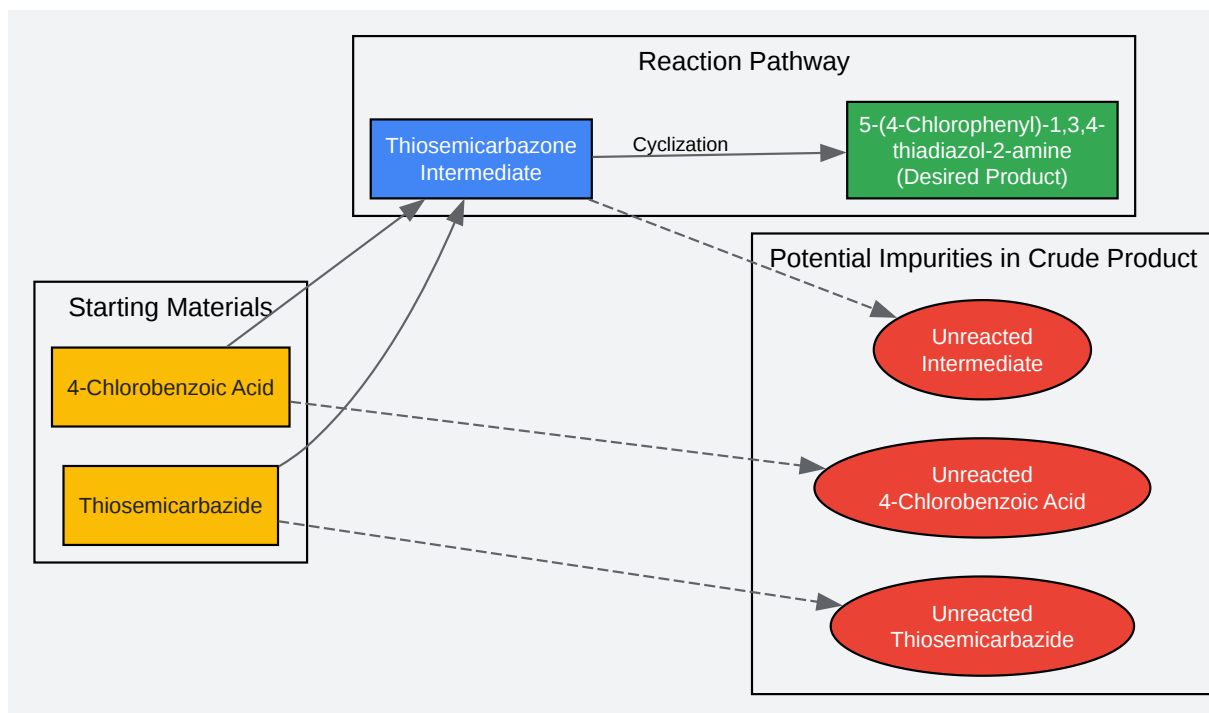 Reaction Pathway
Thiosemicarbazone
Intermediate
Cyclization
5-(4-Chlorophenyl)-1,3,4-
thiadiazol-2-amine
(Desired Product)
Starting Materials
4-Chlorobenzoic Acid
Thiosemicarbazide
Potential Impurities in Crude Product
Unreacted
Intermediate
Unreacted
4-Chlorobenzoic Acid
Unreacted
Thiosemicarbazide